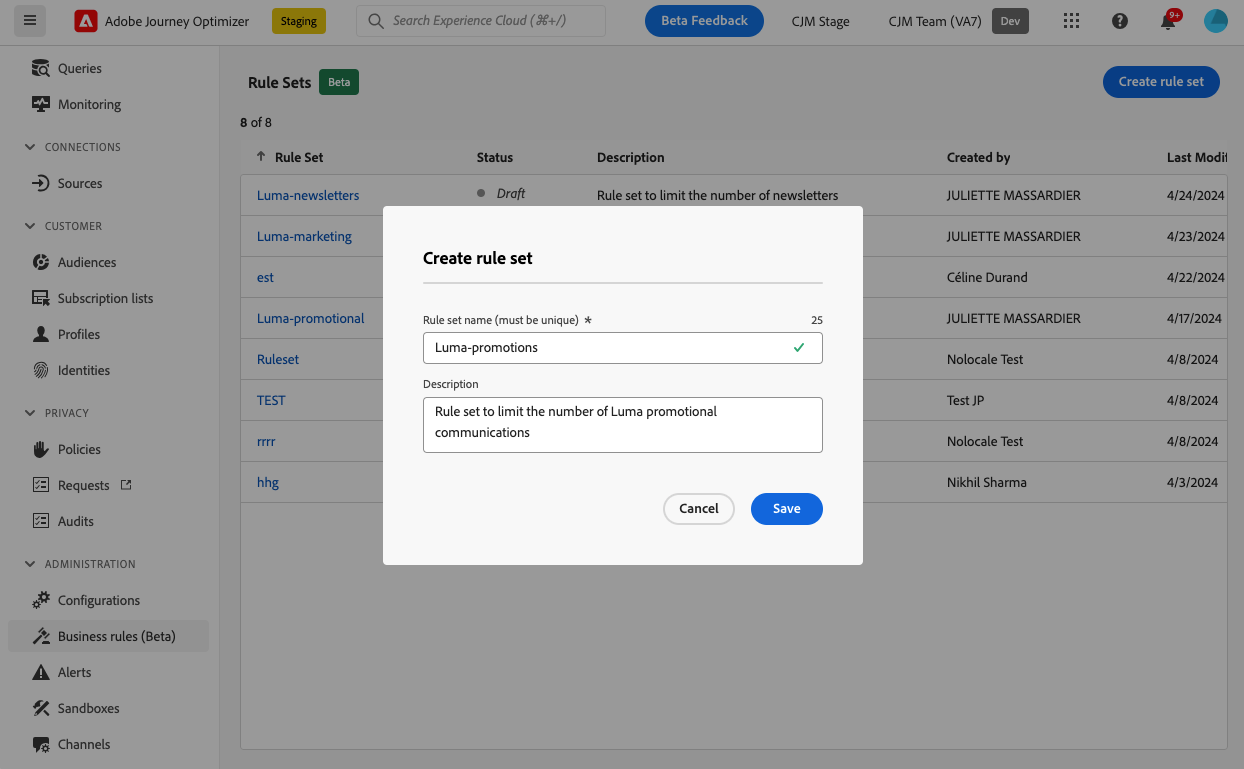 Adobe Journey Optimizer
Staging
Search Experience Cloud (⌘+/)
Beta Feedback
CJM Stage
CJM Team (VA7)
Dev
9+
Queries
Monitoring
CONNECTIONS
Sources
CUSTOMER
Audiences
Subscription lists
Profiles
Identities
PRIVACY
Policies
Requests
Audits
ADMINISTRATION
Configurations
Business rules (Beta)
Alerts
Sandboxes
Channels
Rule Sets Beta
Create rule set
8 of 8
Rule Set Status Description Created by Last Modif
Luma-newsletters Draft Rule set to limit the number of newsletters JULIETTE MASSARDIER 4/24/2024
Luma-marketing JULIETTE MASSARDIER 4/23/2024
est Céline Durand 4/22/2024
Luma-promotional JULIETTE MASSARDIER 4/17/2024
Ruleset Nolocale Test 4/8/2024
TEST Test JP 4/8/2024
rrrr Nolocale Test 4/8/2024
hhg Nikhil Sharma 4/3/2024
Create rule set
Rule set name (must be unique) * 25
Luma-promotions
Description
Rule set to limit the number of Luma promotional
communications
Cancel
Save